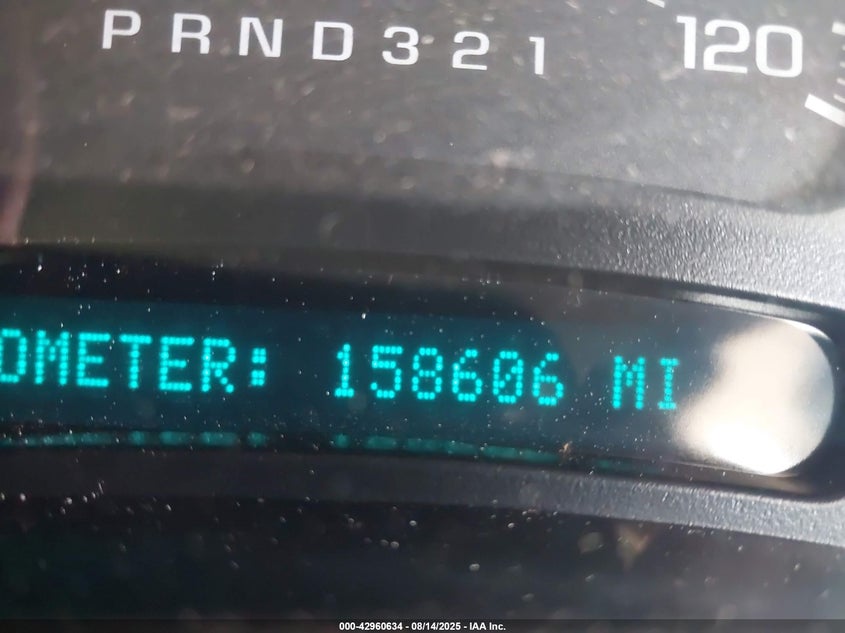 P R N D 3 2 1
120
OMETER: 158606 MI
000-42960634 - 08/14/2025 - IAA Inc.